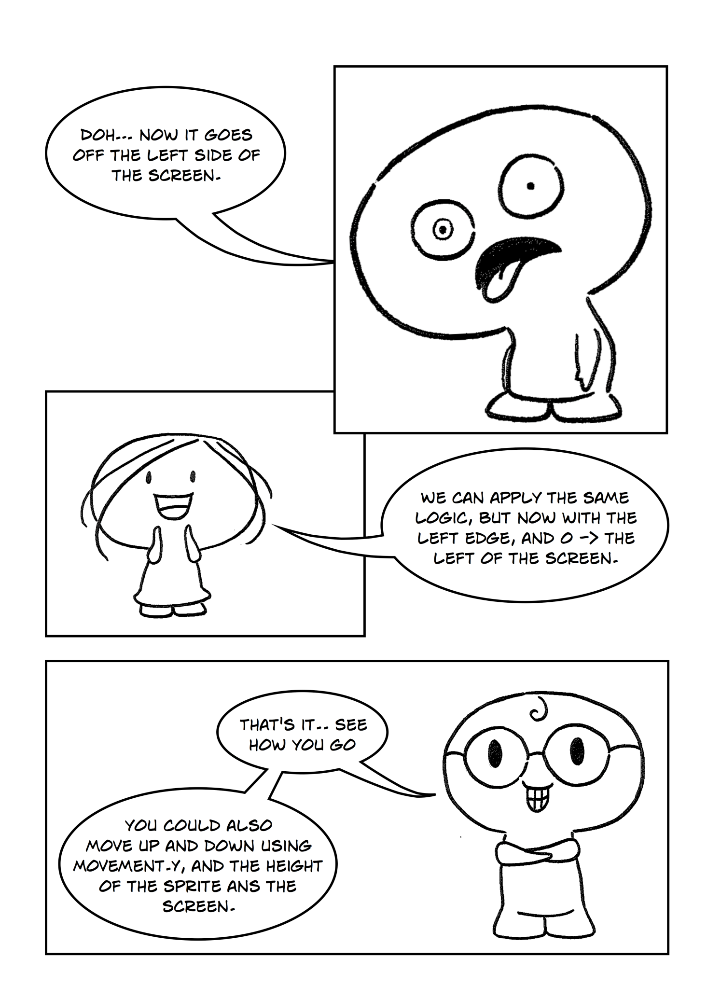 DOH... NOW IT GOES
OFF THE LEFT SIDE OF
THE SCREEN.
WE CAN APPLY THE SAME
LOGIC, BUT NOW WITH THE
LEFT EDGE, AND 0 -> THE
LEFT OF THE SCREEN.
THAT'S IT.. SEE
HOW YOU GO
YOU COULD ALSO
MOVE UP AND DOWN USING
MOVEMENT.Y, AND THE HEIGHT
OF THE SPRITE ANS THE
SCREEN.